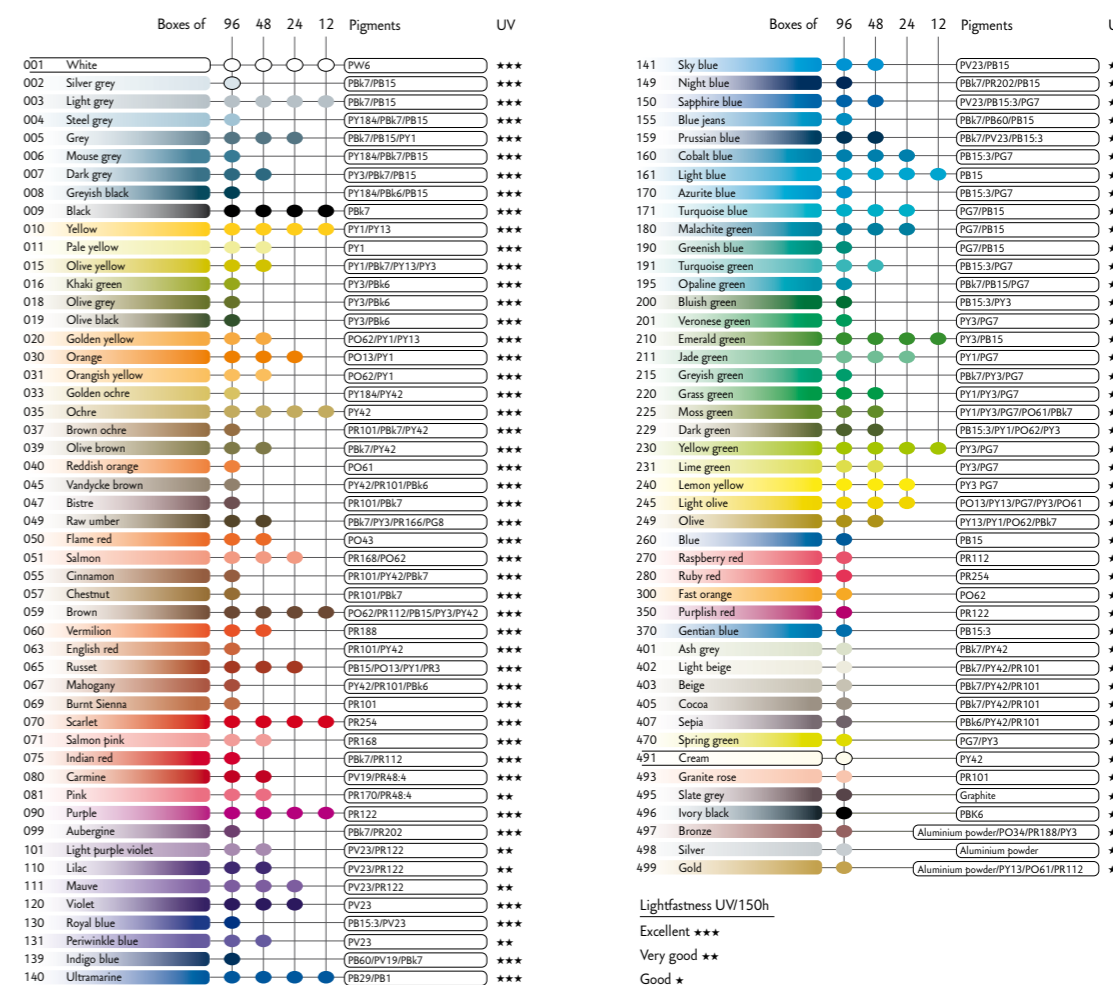 Boxes of 96 48 24 12 Pigments UV
001 White PW6 ★★★
002 Silver grey PBk7/PB15 ★★★
003 Light grey PBk7/PB15 ★★★
004 Steel grey PY184/PBk7/PB15 ★★★
005 Grey PBk7/PB15/PY1 ★★★
006 Mouse grey PY184/PBk7/PB15 ★★★
007 Dark grey PY3/PBk7/PB15 ★★★
008 Greyish black PY184/PBk6/PB15 ★★★
009 Black PBk7 ★★★
010 Yellow PY1/PY13 ★★★
011 Pale yellow PY1 ★★★
015 Olive yellow PY1/PBk7/PY13/PY3 ★★★
016 Khaki green PY3/PBk6 ★★★
018 Olive grey PY3/PBk6 ★★★
019 Olive black PY3/PBk6 ★★★
020 Golden yellow PO62/PY1/PY13 ★★★
030 Orange PO13/PY1 ★★★
031 Orangish yellow PO62/PY1 ★★★
033 Golden ochre PY184/PY42 ★★★
035 Ochre PY42 ★★★
037 Brown ochre PR101/PBk7/PY42 ★★★
039 Olive brown PBk7/PY42 ★★★
040 Reddish orange PO61 ★★★
045 Vandycke brown PY42/PR101/PBk6 ★★★
047 Bistre PR101/PBk7 ★★★
049 Raw umber PBk7/PY3/PR166/PG8 ★★★
050 Flame red PO43 ★★★
051 Salmon PR168/PO62 ★★★
055 Cinnamon PR101/PY42/PBk7 ★★★
057 Chestnut PR101/PBk7 ★★★
059 Brown PO62/PR112/PB15/PY3/PY42 ★★★
060 Vermilion PR188 ★★★
063 English red PR101/PY42 ★★★
065 Russet PB15/PO13/PY1/PR3 ★★★
067 Mahogany PY42/PR101/PBk6 ★★★
069 Burnt Sienna PR101 ★★★
070 Scarlet PR254 ★★★
071 Salmon pink PR168 ★★★
075 Indian red PBk7/PR112 ★★★
080 Carmine PV19/PR48:4 ★★★
081 Pink PR170/PR48:4 ★★
090 Purple PR122 ★★★
099 Aubergine PBk7/PR202 ★★★
101 Light purple violet PV23/PR122 ★★
110 Lilac PV23/PR122 ★★
111 Mauve PV23/PR122 ★★
120 Violet PV23 ★★★
130 Royal blue PB15:3/PV23 ★★★
131 Periwinkle blue PV23 ★★
139 Indigo blue PB60/PV19/PBk7 ★★★
140 Ultramarine PB29/PB1 ★★★
Boxes of 96 48 24 12 Pigments
141 Sky blue PV23/PB15
149 Night blue PBk7/PR202/PB15
150 Sapphire blue PV23/PB15:3/PG7
155 Blue jeans PBk7/PB60/PB15
159 Prussian blue PBk7/PV23/PB15:3
160 Cobalt blue PB15:3/PG7
161 Light blue PB15
170 Azurite blue PB15:3/PG7
171 Turquoise blue PG7/PB15
180 Malachite green PG7/PB15
190 Greenish blue PG7/PB15
191 Turquoise green PB15:3/PG7
195 Opaline green PBk7/PB15/PG7
200 Bluish green PB15:3/PY3
201 Veronese green PY3/PG7
210 Emerald green PY3/PB15
211 Jade green PY1/PG7
215 Greyish green PBk7/PY3/PG7
220 Grass green PY1/PY3/PG7
225 Moss green PY1/PY3/PG7/PO61/PBk7
229 Dark green PB15:3/PY1/PO62/PY3
230 Yellow green PY3/PG7
231 Lime green PY3/PG7
240 Lemon yellow PY3 PG7
245 Light olive PO13/PY13/PG7/PY3/PO61
249 Olive PY13/PY1/PO62/PBk7
260 Blue PB15
270 Raspberry red PR112
280 Ruby red PR254
300 Fast orange PO62
350 Purplish red PR122
370 Gentian blue PB15:3
401 Ash grey PBk7/PY42
402 Light beige PBk7/PY42/PR101
403 Beige PBk7/PY42/PR101
405 Cocoa PBk7/PY42/PR101
407 Sepia PBk6/PY42/PR101
470 Spring green PG7/PY3
491 Cream PY42
493 Granite rose PR101
495 Slate grey Graphite
496 Ivory black PBK6
497 Bronze Aluminium powder/PO34/PR188/PY3
498 Silver Aluminium powder
499 Gold Aluminium powder/PY13/PO61/PR112
Lightfastness UV/150h
Excellent ★★★
Very good ★★
Good ★